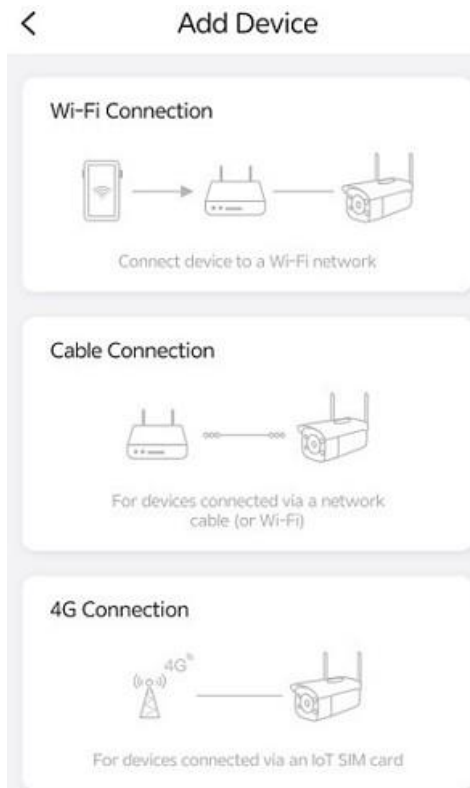 Add Device
Wi-Fi Connection
Connect device to a Wi-Fi network
Cable Connection
For devices connected via a network
cable (or Wi-Fi)
4G Connection
4G
For devices connected via an IoT SIM card